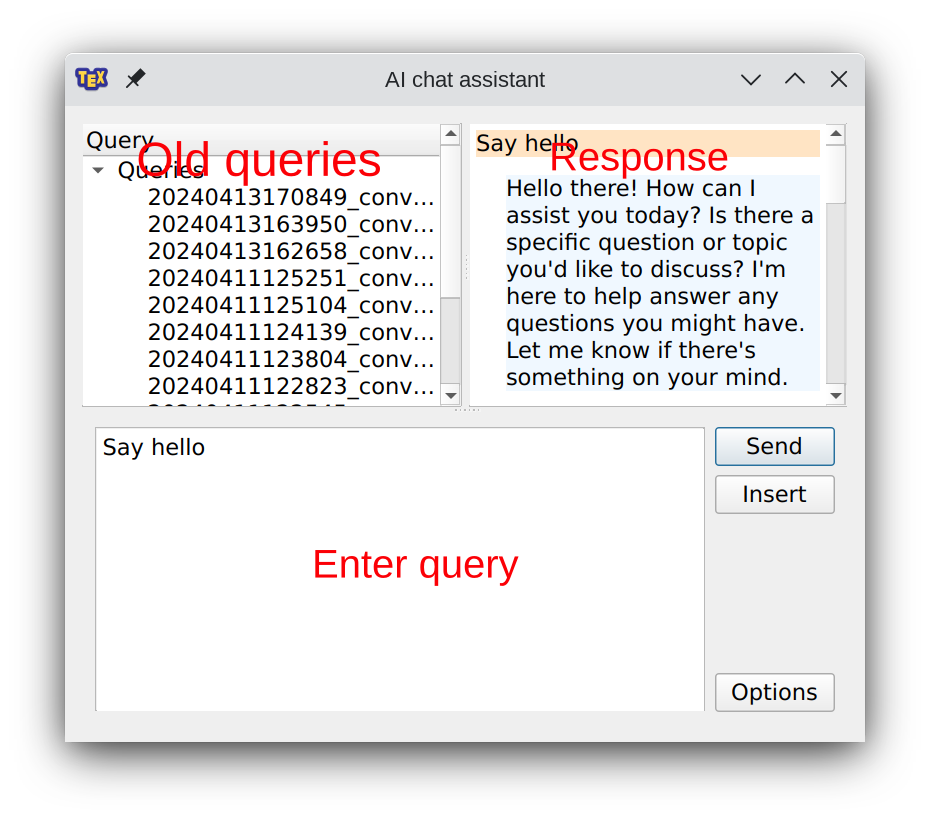 TEX
AI chat assistant
Query
Old queries
Queries
20240413170849_conv...
20240413163950_conv...
20240413162658_conv...
20240411125251_conv...
20240411125104_conv...
20240411124139_conv...
20240411123804_conv...
20240411122823_conv...
Say hello
Response
Hello there! How can I
assist you today? Is there a
specific question or topic
you'd like to discuss? I'm
here to help answer any
questions you might have.
Let me know if there's
something on your mind.
Say hello
Enter query
Send
Insert
Options